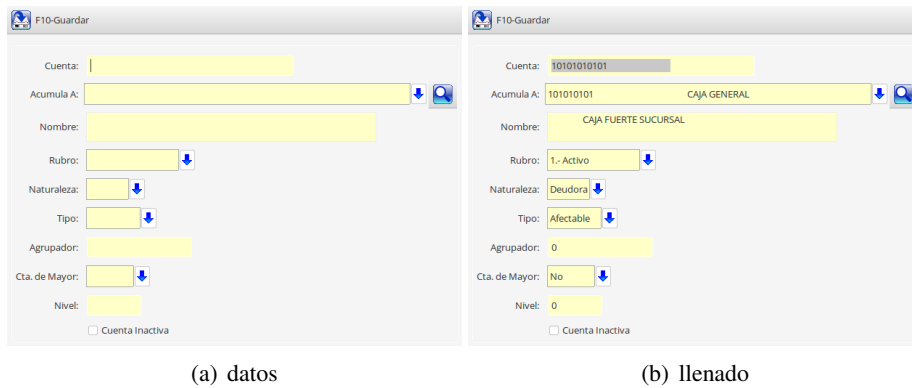 F10-Guardar
Cuenta:
Acumula A:
Nombre:
Rubro:
Naturaleza:
Tipo:
Agrupador:
Cta. de Mayor:
Nivel:
Cuenta Inactiva
(a) datos
F10-Guardar
Cuenta: 10101010101
Acumula A: 101010101 CAJA GENERAL
Nombre: CAJA FUERTE SUCURSAL
Rubro: 1.- Activo
Naturaleza: Deudora
Tipo: Afectable
Agrupador: 0
Cta. de Mayor: No
Nivel: 0
Cuenta Inactiva
(b) llenado